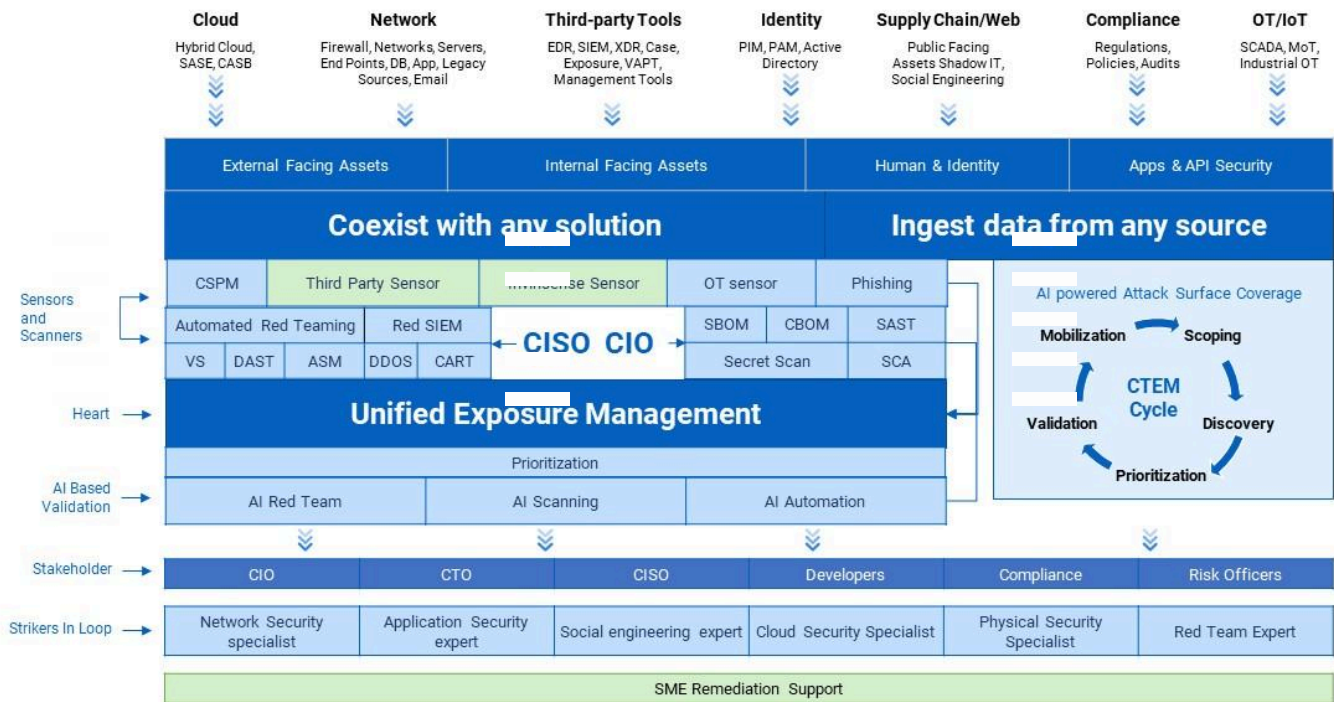 Cloud
Network
Third-party Tools
Identity
Supply Chain/Web
Compliance
OT/IoT
Hybrid Cloud,
SASE, CASB
Firewall, Networks, Servers,
End Points, DB, App, Legacy
Sources, Email
EDR, SIEM, XDR, Case,
Exposure, VAPT,
Management Tools
PIM, PAM, Active
Directory
Public Facing
Assets Shadow IT,
Social Engineering
Regulations,
Policies, Audits
SCADA, MoT,
Industrial OT
External Facing Assets
Internal Facing Assets
Human & Identity
Apps & API Security
Coexist with any solution
Ingest data from any source
Sensors
and
Scanners
CSPM
Third Party Sensor
Sensor
OT sensor
Phishing
Automated Red Teaming
Red SIEM
CISO CIO
SBOM
CBOM
SAST
VS
DAST
ASM
DDOS
CART
Secret Scan
SCA
AI powered Attack Surface Coverage
Mobilization
Scoping
CTEM
Cycle
Validation
Discovery
Prioritization
Heart
Unified Exposure Management
Prioritization
AI Based
Validation
AI Red Team
AI Scanning
AI Automation
Stakeholder
CIO
CTO
CISO
Developers
Compliance
Risk Officers
Strikers In Loop
Network Security
specialist
Application Security
expert
Social engineering expert
Cloud Security Specialist
Physical Security
Specialist
Red Team Expert
SME Remediation Support